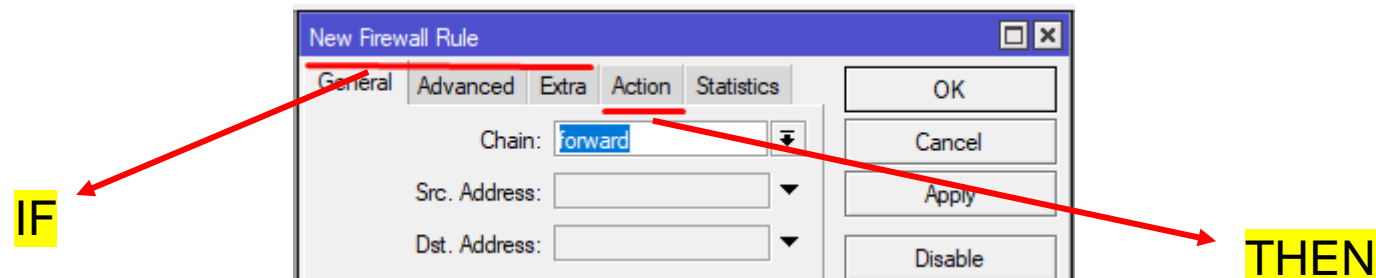 New Firewall Rule
General Advanced Extra Action Statistics
OK
Chain: forward
Cancel
Src. Address:
Apply
IF
Dst. Address:
Disable
THEN